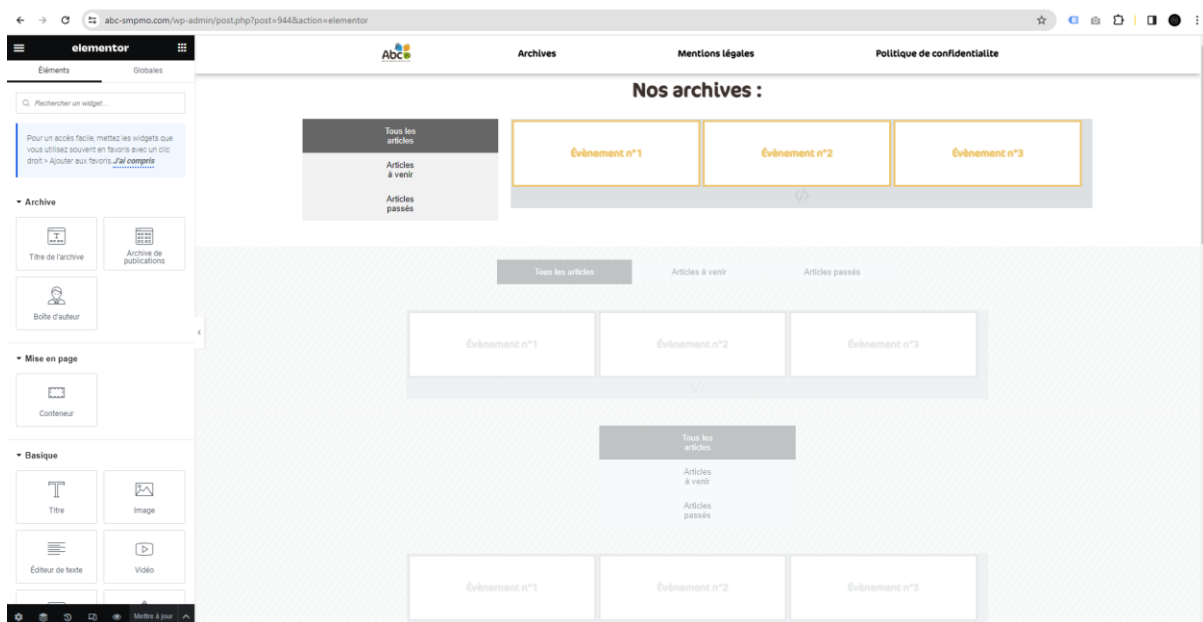 abc-smpmo.com/wp-admin/post.php?post=944&action=elementor
elementor
Éléments
Globales
Rechercher un widget...
Pour un accès facile, mettez les widgets que
vous utilisez souvent en favoris avec un clic
droit > Ajouter aux favoris. J'ai compris
Archive
Titre de l'archive
Archive de
publications
Boîte d'auteur
Mise en page
Conteneur
Basique
Titre
Image
Éditeur de texte
Vidéo
Mettre à jour
Abc
Archives
Mentions légales
Politique de confidentialite
Nos archives :
Tous les
articles
Articles
à venir
Articles
passés
Évènement n°1
Évènement n°2
Évènement n°3
</>
Tous les articles
Articles à venir
Articles passés
Évènement n°1
Évènement n°2
Évènement n°3
</>
Tous les
articles
Articles
à venir
Articles
passés
Évènement n°1
Évènement n°2
Évènement n°3